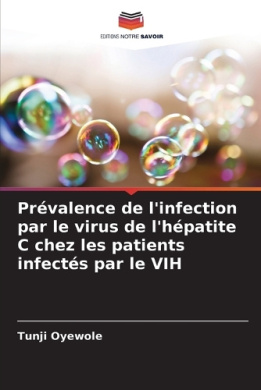 EDITIONS NOTRE SAVOIR
Prévalence de l'infection
par le virus de l'hépatite
C chez les patients
infectés par le VIH
Tunji Oyewole